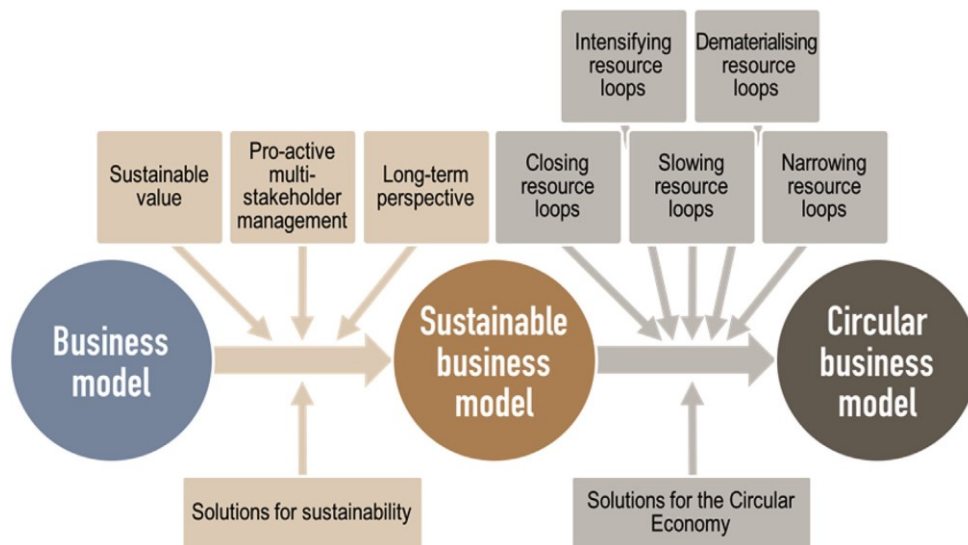 Intensifying
resource
loops
Dematerialising
resource
loops
Sustainable
value
Pro-active
multi-
stakeholder
management
Long-term
perspective
Closing
resource
loops
Slowing
resource
loops
Narrowing
resource
loops
Business
model
Sustainable
business
model
Circular
business
model
Solutions for sustainability
Solutions for the Circular
Economy